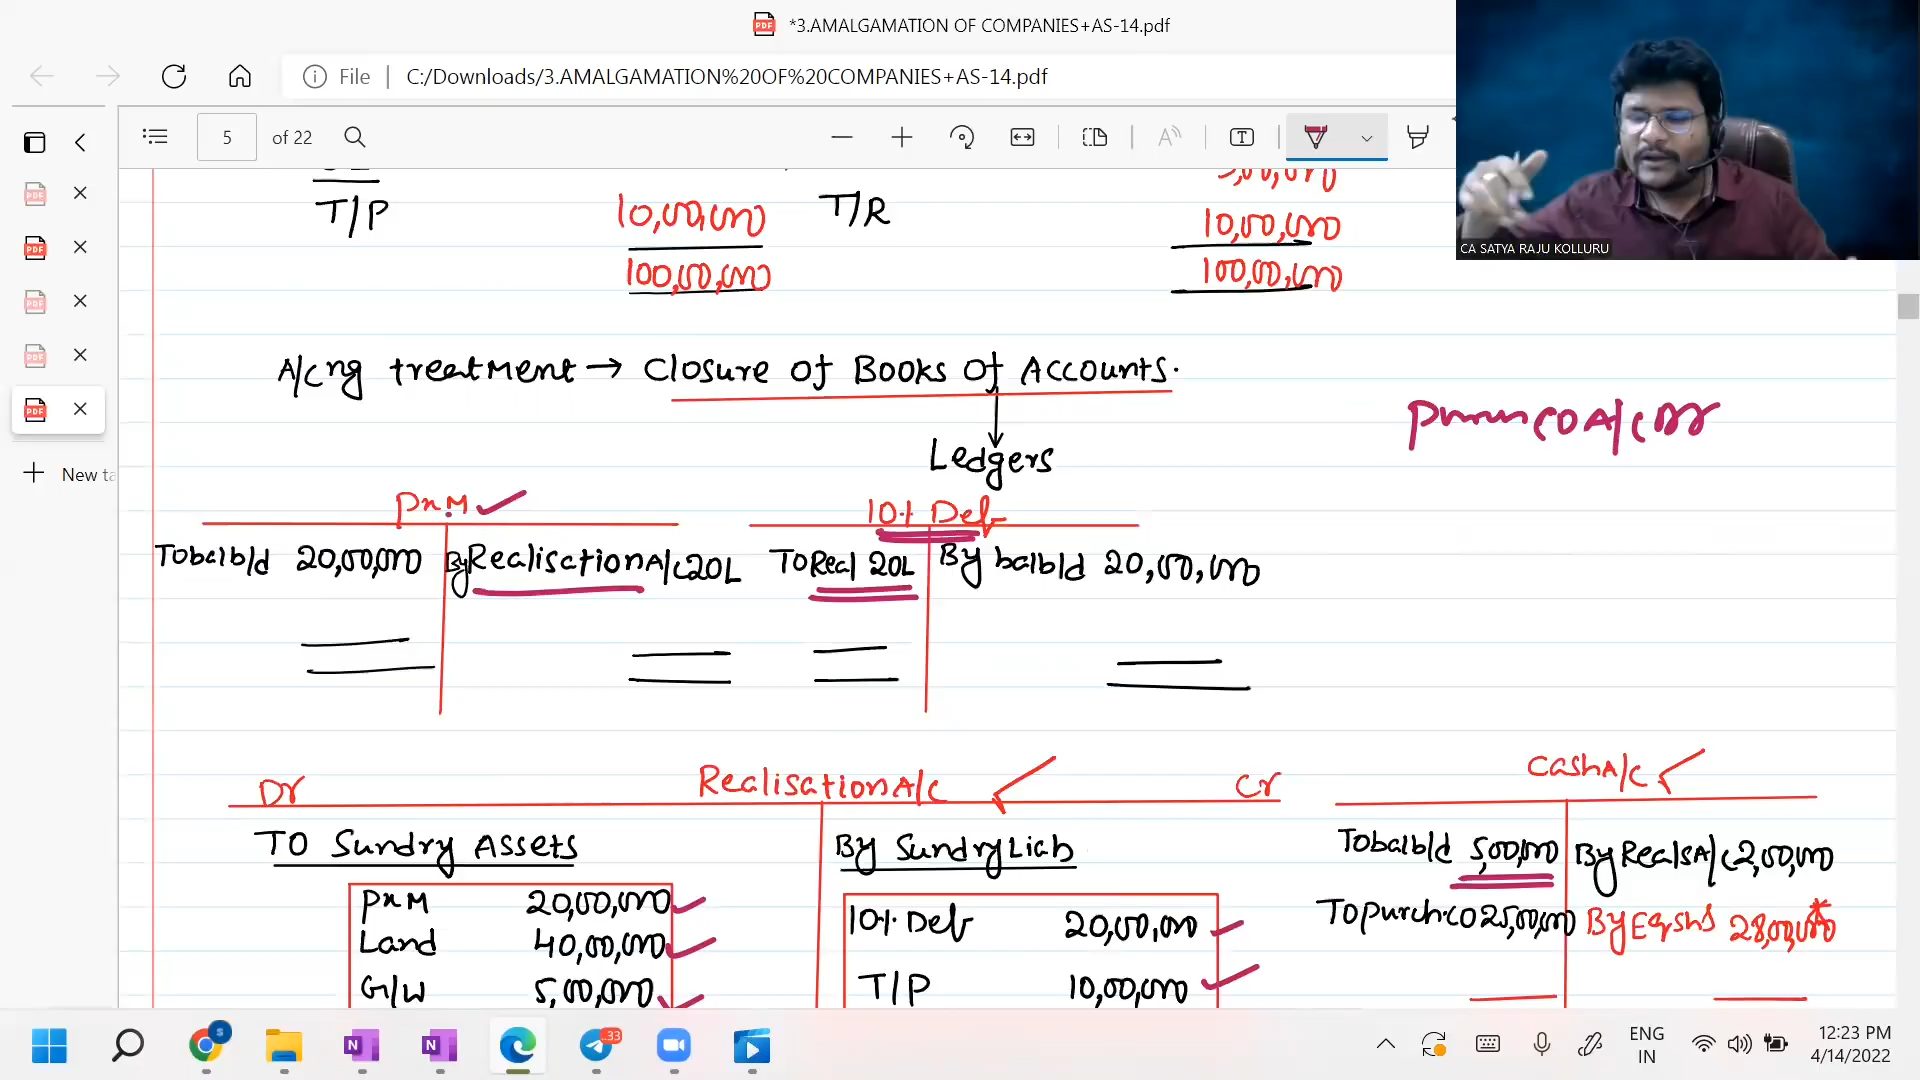 *3.AMALGAMATION OF COMPANIES+AS-14.pdf
File C:/Downloads/3.AMALGAMATION%20OF%20COMPANIES+AS-14.pdf
5 of 22
CA SATYA RAJU KOLLURU
T/P 10,00,000 T/R 10,00,000
100,00,000 100,00,000
A/cng treatment → Closure of Books of Accounts.
A/c Dr
Ledgers
PnM 10% Deb
To bal b/d 20,00,000 By Realisation A/c 20L To Real 20L By bal b/d 20,00,000
Dr Realisation A/c Cr Cash A/c
To Sundry Assets By Sundry Liab To bal b/d 5,00,000 By Reals A/c 2,00,000
PnM 20,00,000 10% Deb 20,00,000 To purch.co 25,00,000 By Eq shs 28,00,000
Land 40,00,000
G/W 5,00,000 T/P 10,00,000
New ta
.33
ENG
IN
12:23 PM
4/14/2022